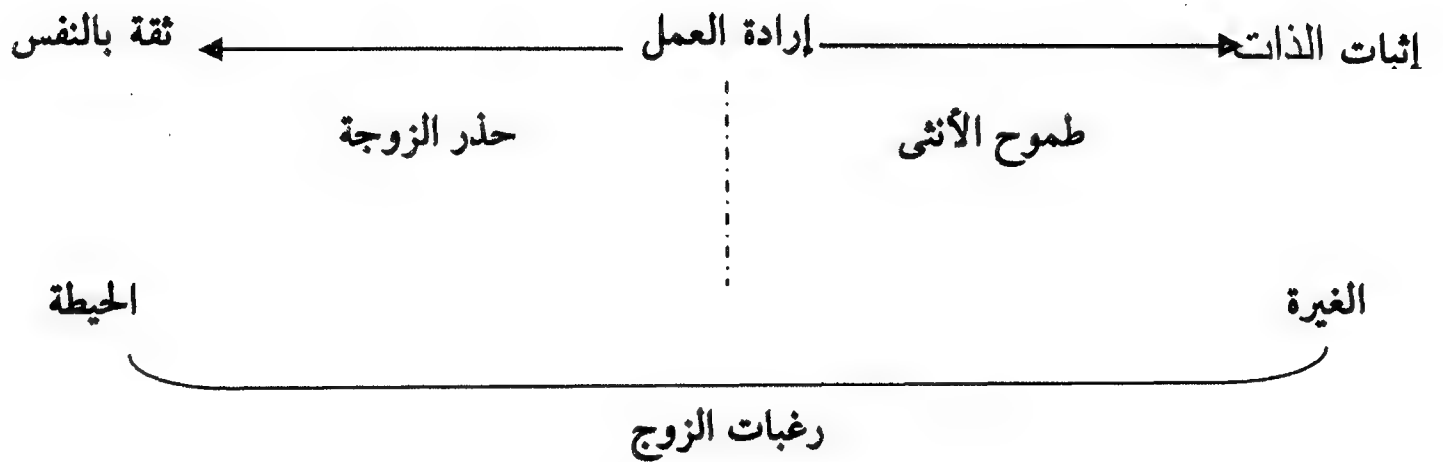 إثبات الذات إرادة العمل ثقة بالنفس
طموح الأنثى حذر الزوجة
الغيرة الحيطة
رغبات الزوج